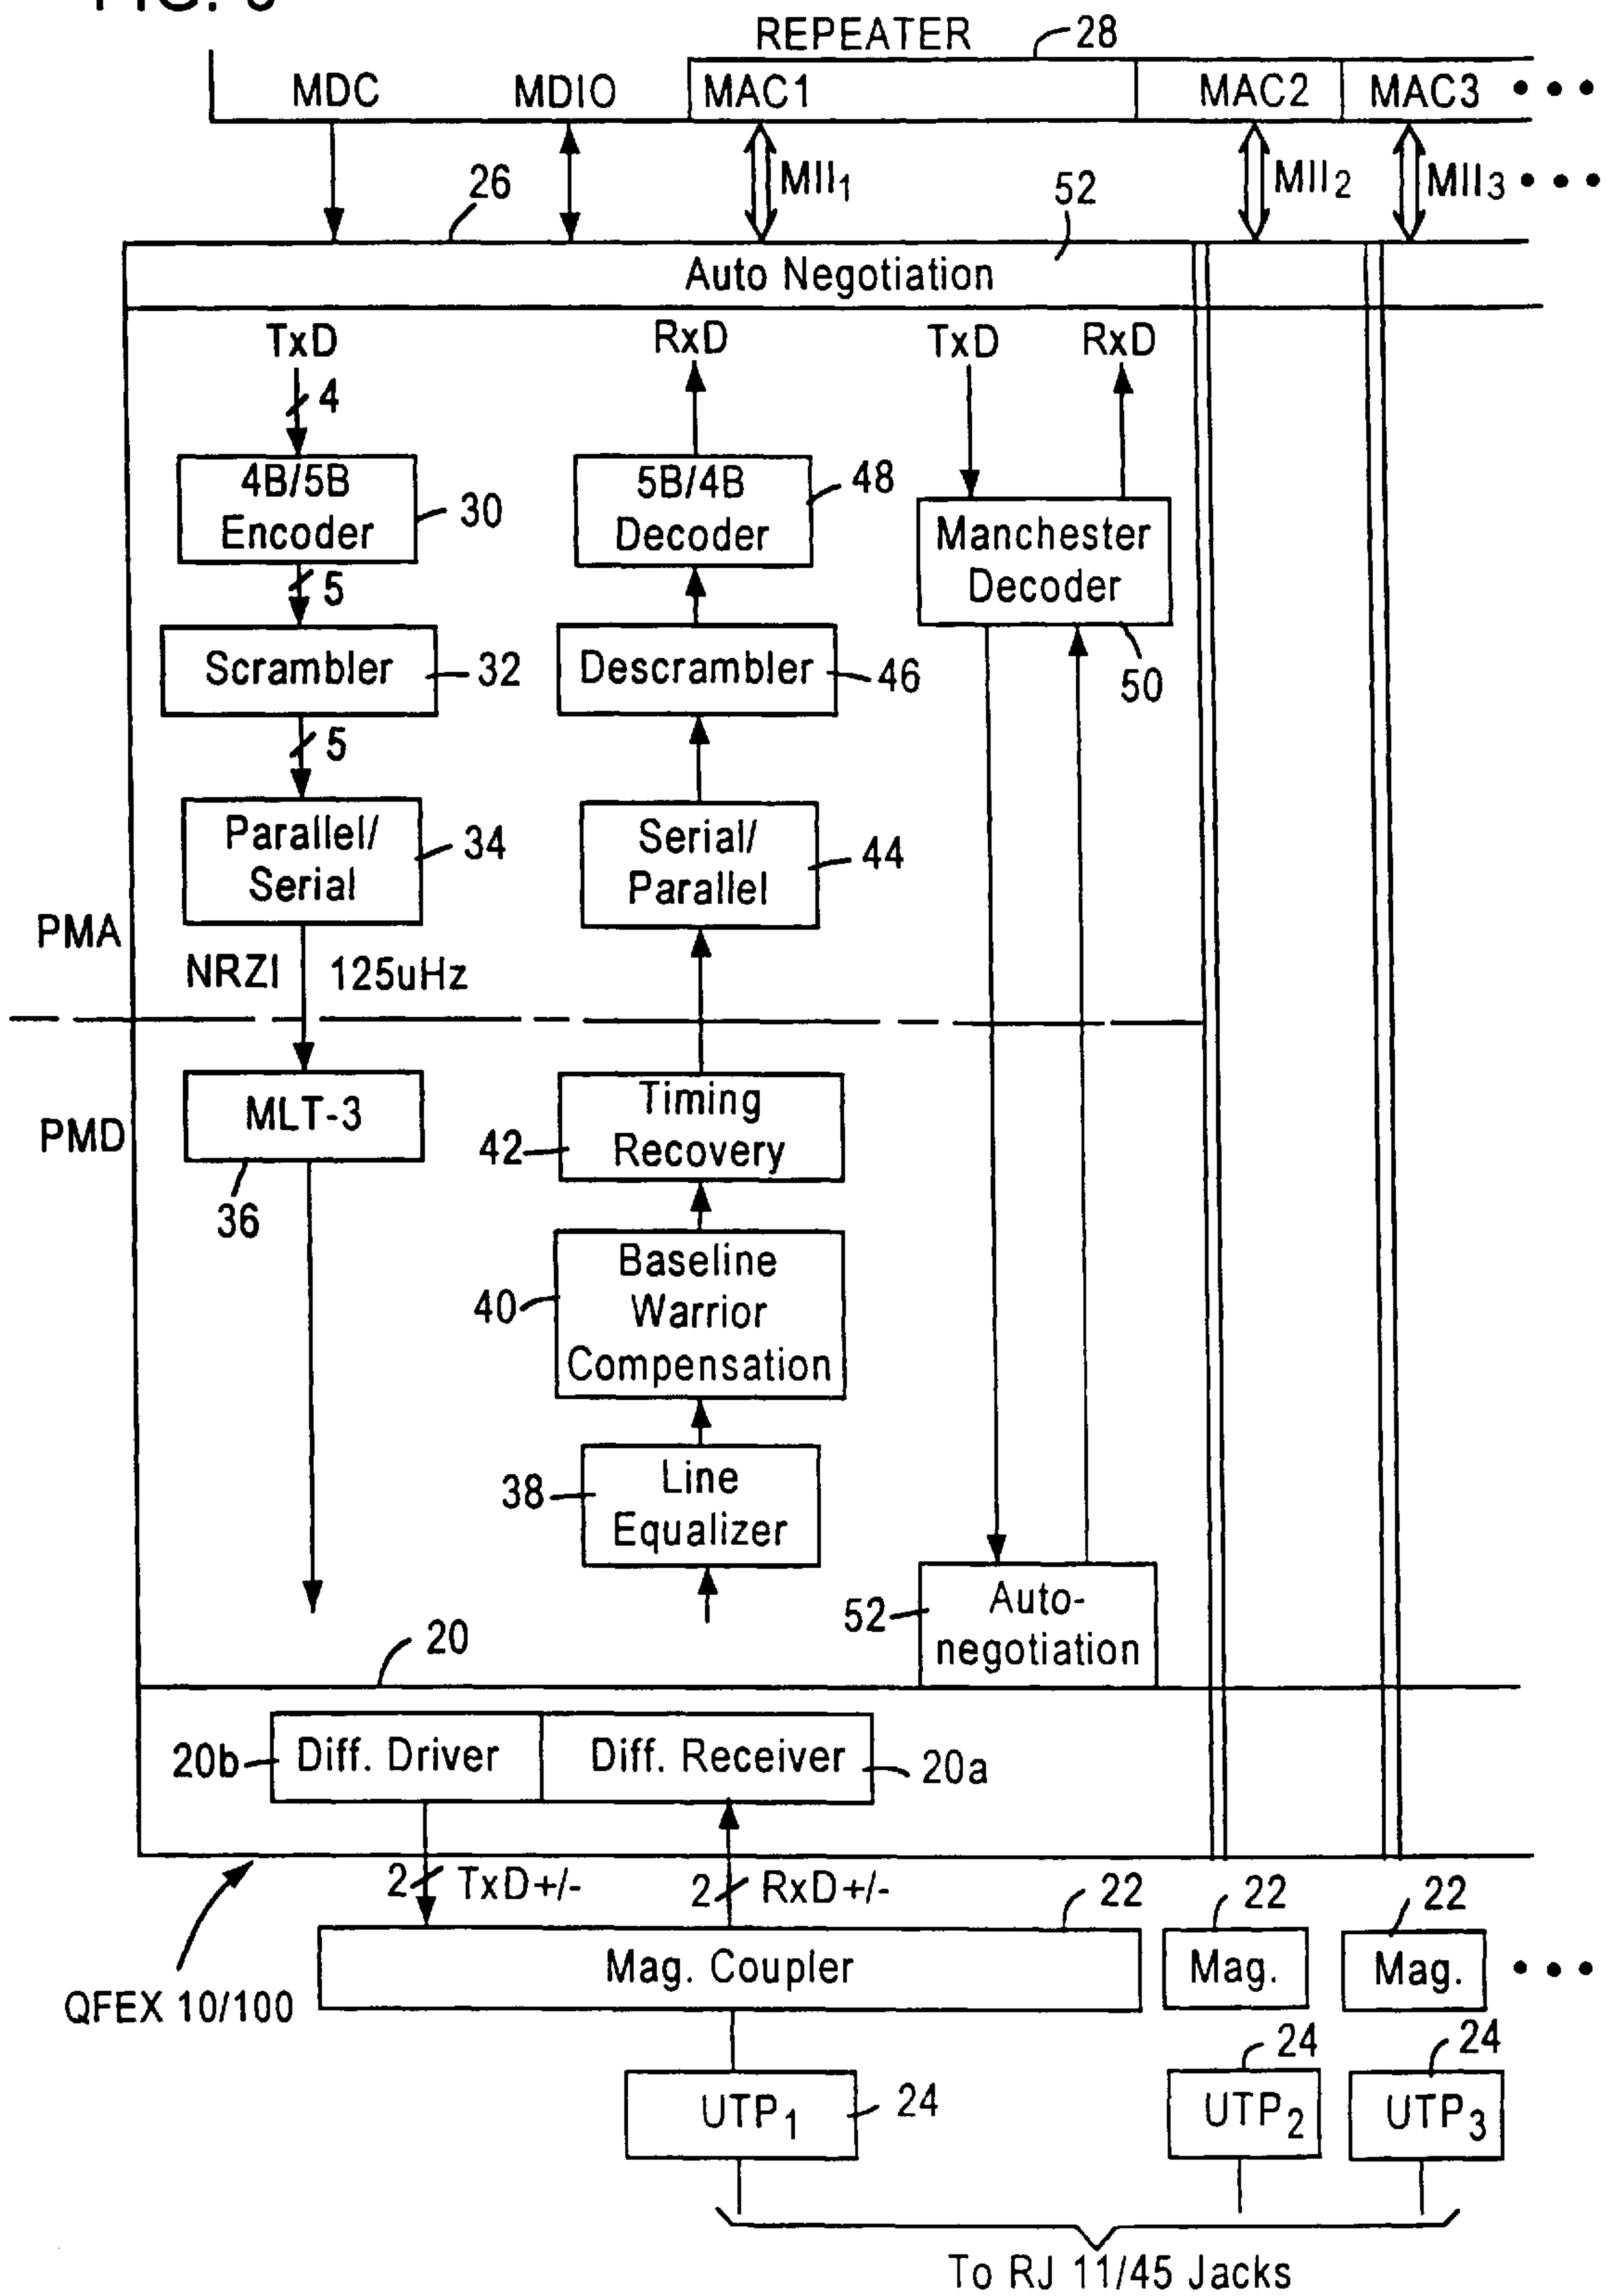 REPEATER 28
MDC MDIO MAC1 MAC2 MAC3 • • •
26 MII1 52 MII2 MII3 • • •
Auto Negotiation
TxD RxD TxD RxD
4
4B/5B
Encoder
30
5B/4B
Decoder
48
Manchester
Decoder
50
5
Scrambler
32
Descrambler
46
5
Parallel/
Serial
34
Serial/
Parallel
44
PMA
NRZI 125uHz
PMD
MLT-3
36
Timing
Recovery
42
Baseline
Warrior
Compensation
40
Line
Equalizer
38
Auto-
negotiation
52
20
20b Diff. Driver Diff. Receiver 20a
2 TxD+/- 2 RxD+/-
QFEX 10/100
22 22 22
Mag. Coupler Mag. Mag. • • •
24 24
UTP1 24 UTP2 UTP3
To RJ 11/45 Jacks